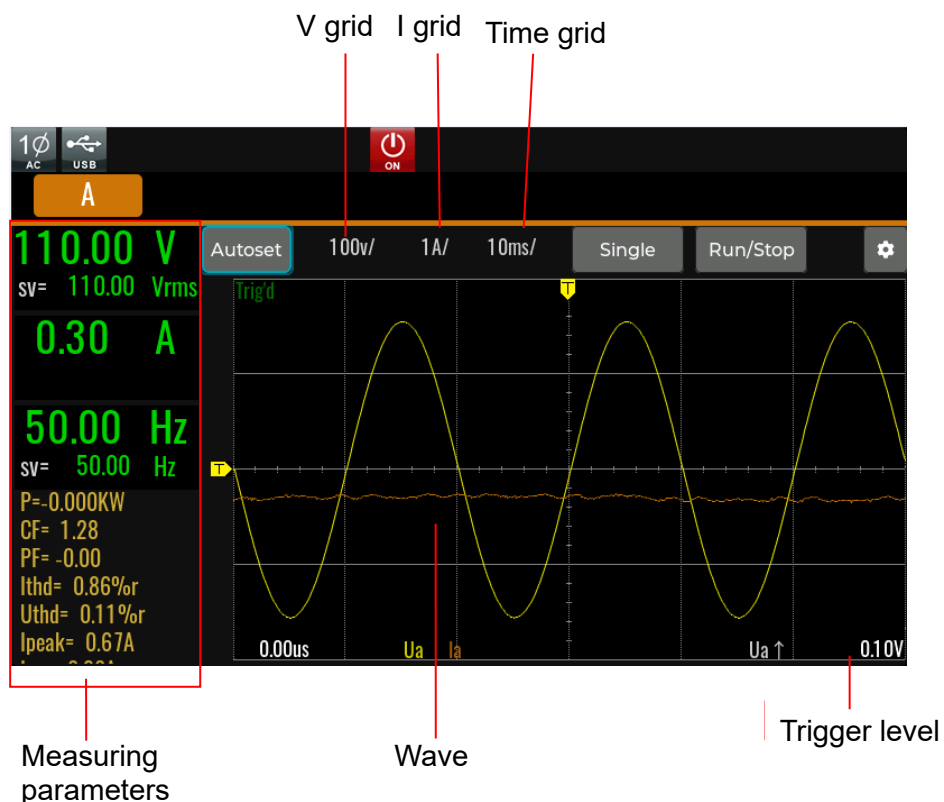 V grid I grid Time grid
1Ø
AC
USB
ON
A
110.00 V
sv= 110.00 Vrms
0.30 A
50.00 Hz
sv= 50.00 Hz
P=-0.000KW
CF= 1.28
PF= -0.00
Ithd= 0.86%r
Uthd= 0.11%r
Ipeak= 0.67A
Autoset 100v/ 1A/ 10ms/ Single Run/Stop
Trig'd
T
T
0.00us Ua Ia Ua↑ 0.10V
Measuring
parameters
Wave
Trigger level